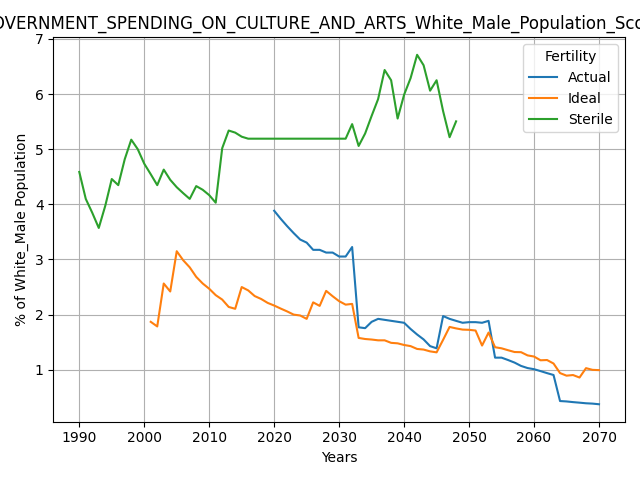 OVERNMENT_SPENDING_ON_CULTURE_AND_ARTS_White_Male_Population_Sco
7
6
5
4
3
2
1
% of White_Male Population
Fertility
Actual
Ideal
Sterile
1990 2000 2010 2020 2030 2040 2050 2060 2070
Years